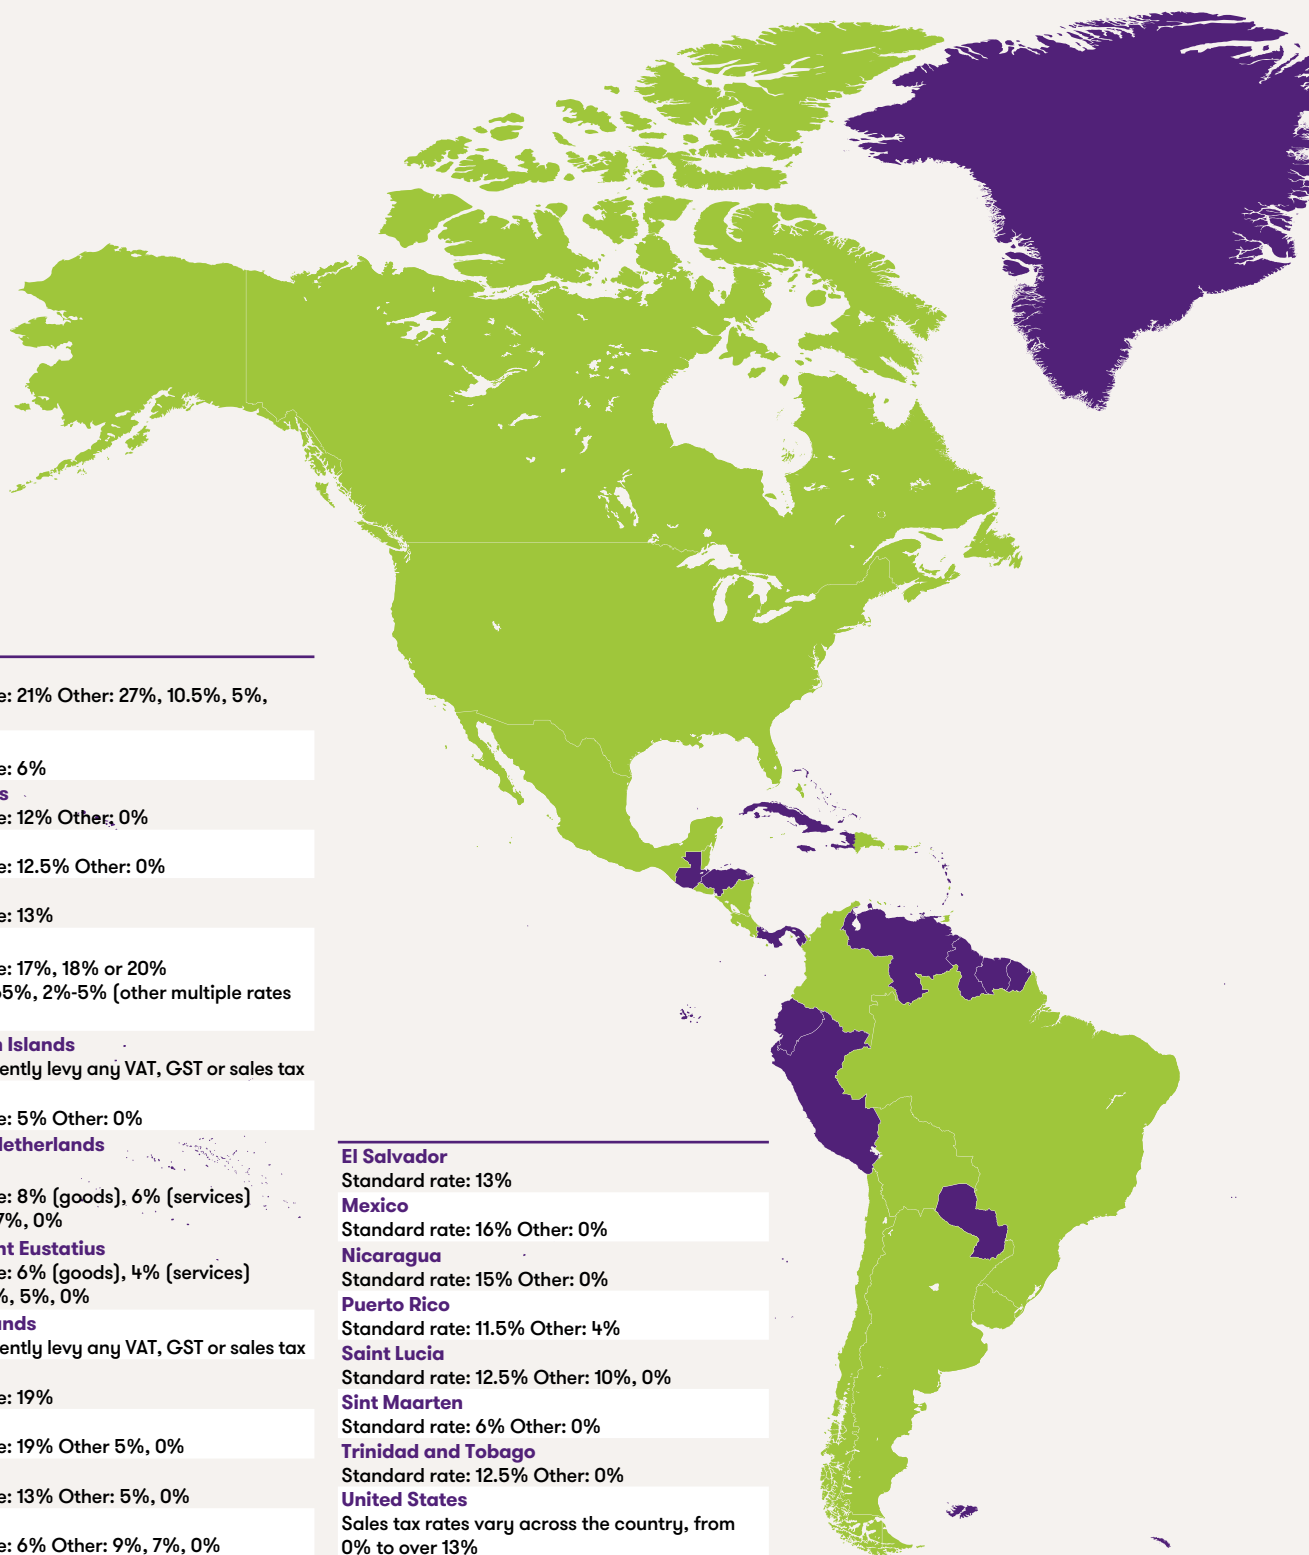 e: 21% Other: 27%, 10.5%, 5%,
e: 6%
s
e: 12% Other: 0%
e: 12.5% Other: 0%
e: 13%
e: 17%, 18% or 20%
5%, 2%-5% (other multiple rates
Islands
ently levy any VAT, GST or sales tax
e: 5% Other: 0%
Netherlands
e: 8% (goods), 6% (services)
7%, 0%
nt Eustatius
e: 6% (goods), 4% (services)
%, 5%, 0%
ands
ently levy any VAT, GST or sales tax
e: 19%
e: 19% Other 5%, 0%
e: 13% Other: 5%, 0%
e: 6% Other: 9%, 7%, 0%
El Salvador
Standard rate: 13%
Mexico
Standard rate: 16% Other: 0%
Nicaragua
Standard rate: 15% Other: 0%
Puerto Rico
Standard rate: 11.5% Other: 4%
Saint Lucia
Standard rate: 12.5% Other: 10%, 0%
Sint Maarten
Standard rate: 6% Other: 0%
Trinidad and Tobago
Standard rate: 12.5% Other: 0%
United States
Sales tax rates vary across the country, from
0% to over 13%